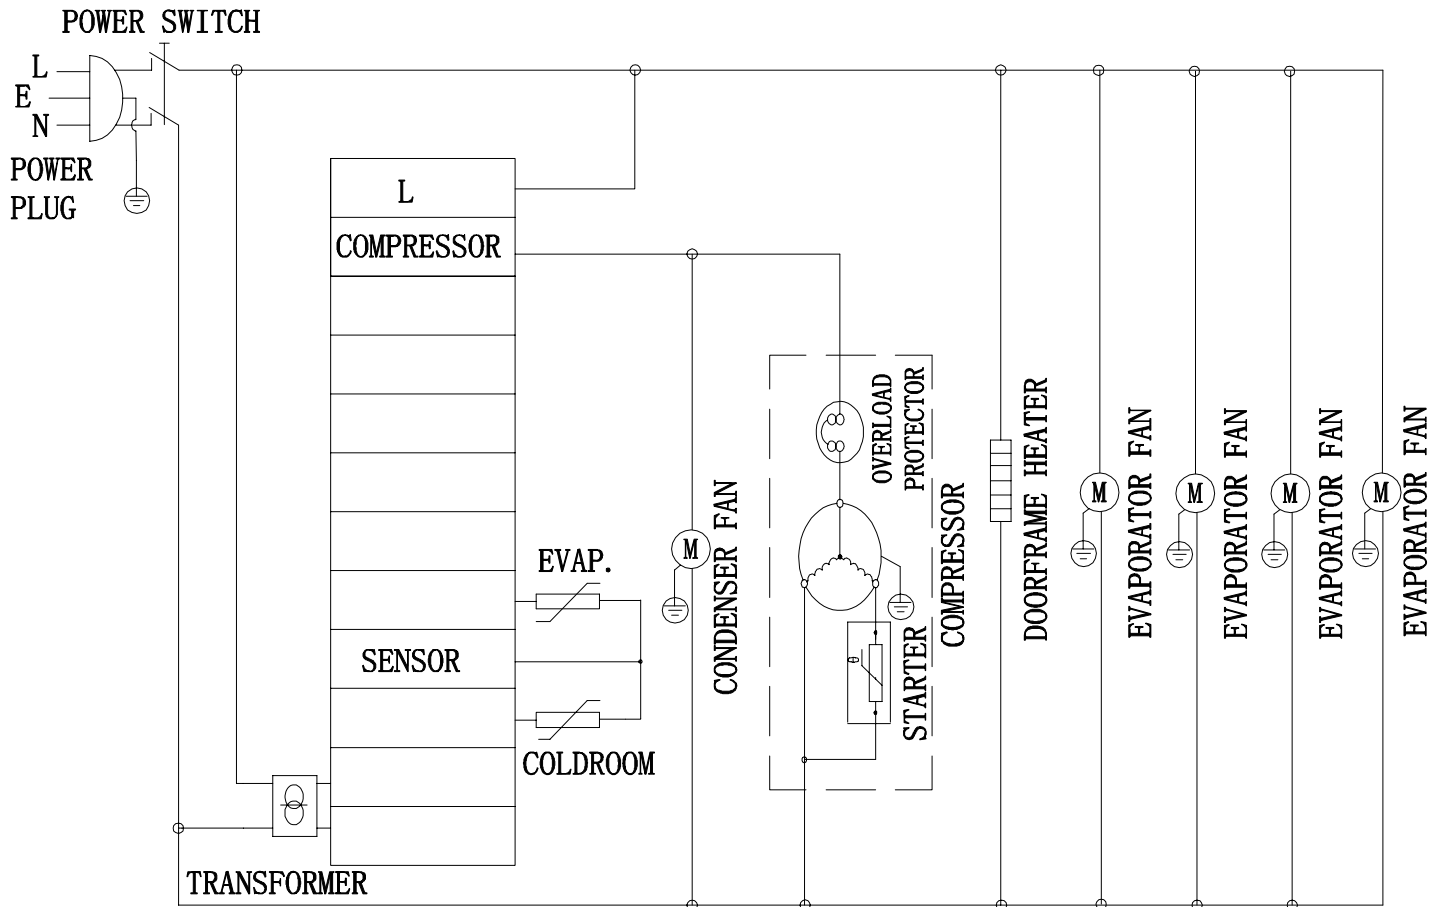 POWER SWITCH
L
E
N
POWER
PLUG
L
COMPRESSOR
EVAP.
SENSOR
COLDROOM
TRANSFORMER
M
CONDENSER FAN
OVERLOAD
PROTECTOR
COMPRESSOR
STARTER
θ
DOORFRAME HEATER
M
EVAPORATOR FAN
M
EVAPORATOR FAN
M
EVAPORATOR FAN
M
EVAPORATOR FAN